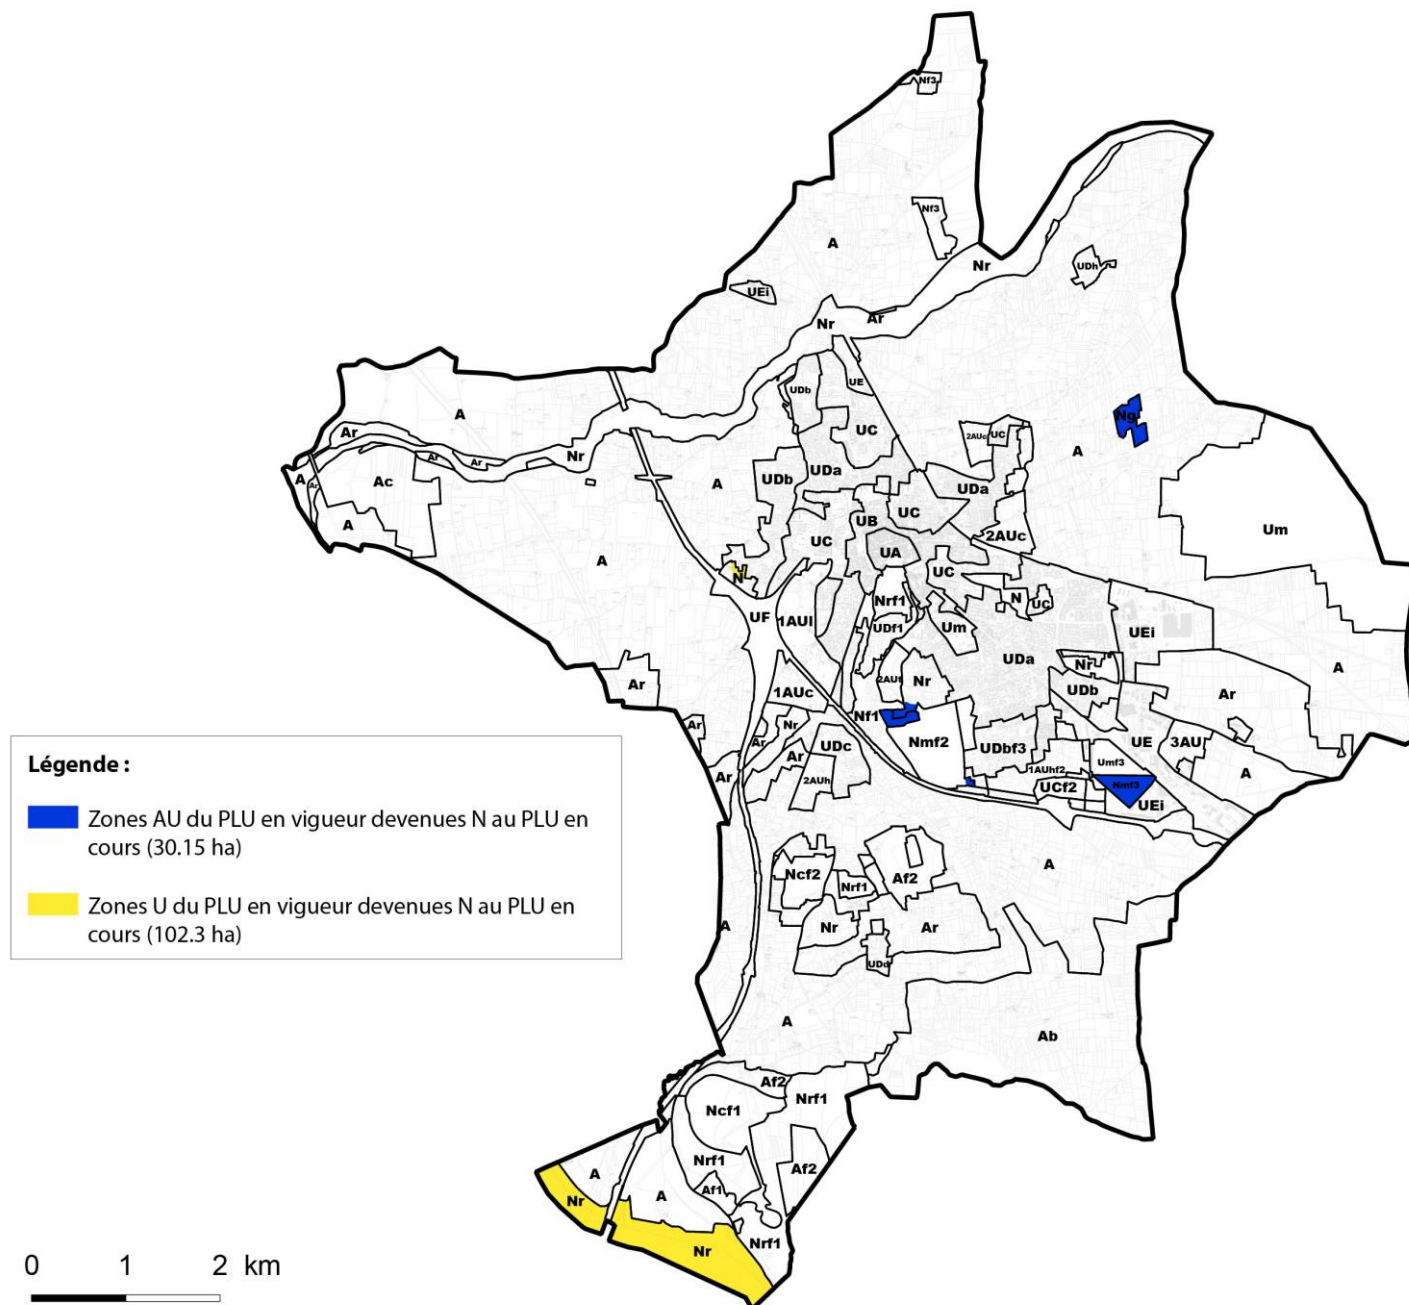 Nf3
Nf3
A
Nr
UDh
UEi
Ar
Nr
UE
UDb
A
UC
Ng
Ar
2AUc
UC
A
Nr
Ar
Ar
A
UDa
UDb
UDa
A
Ac
Ar
UC
UB
A
Um
2AUc
UC
UA
A
UC
N
N
UC
Nrf1
1AUl
UF
Um
UEi
UDf1
UDa
Nr
A
Ar
2AUf
Nr
UDb
1AUc
Ar
Nf1
Nr
Ar
UDc
Ar
Nmf2
UDbf3
UE
3AU
Ar
Umf3
1AUhf2
A
Ar
2AUh
UCf2
Nmf3
UEi
Légende :
Zones AU du PLU en vigueur devenues N au PLU en
cours (30.15 ha)
Zones U du PLU en vigueur devenues N au PLU en
cours (102.3 ha)
A
Ncf2
Nrf1
Af2
A
Nr
Ar
UDd
A
Ab
Af2
Ncf1
Nrf1
Nrf1
Af2
A
A
Af1
Nr
Nrf1
Nr
0 1 2 km